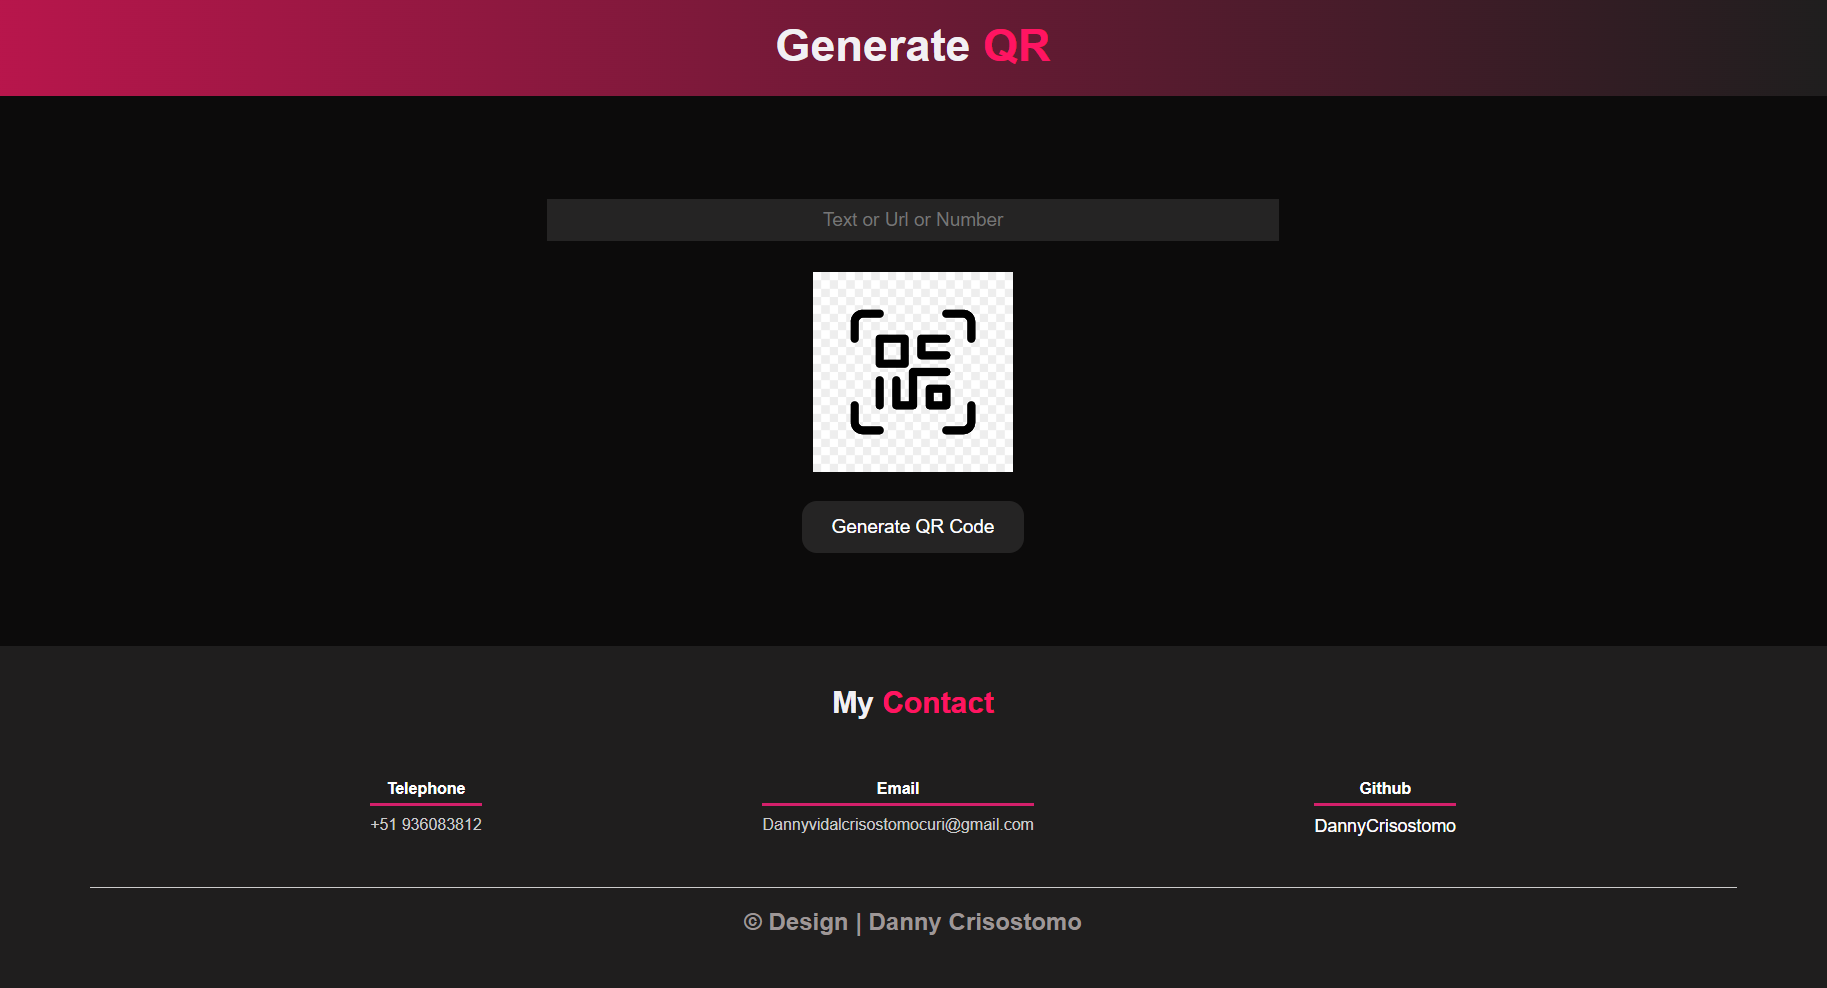 Generate QR
Text or Url or Number
Generate QR Code
My Contact
Telephone
+51 936083812
Email
Dannyvidalcrisostomocuri@gmail.com
Github
DannyCrisostomo
© Design | Danny Crisostomo